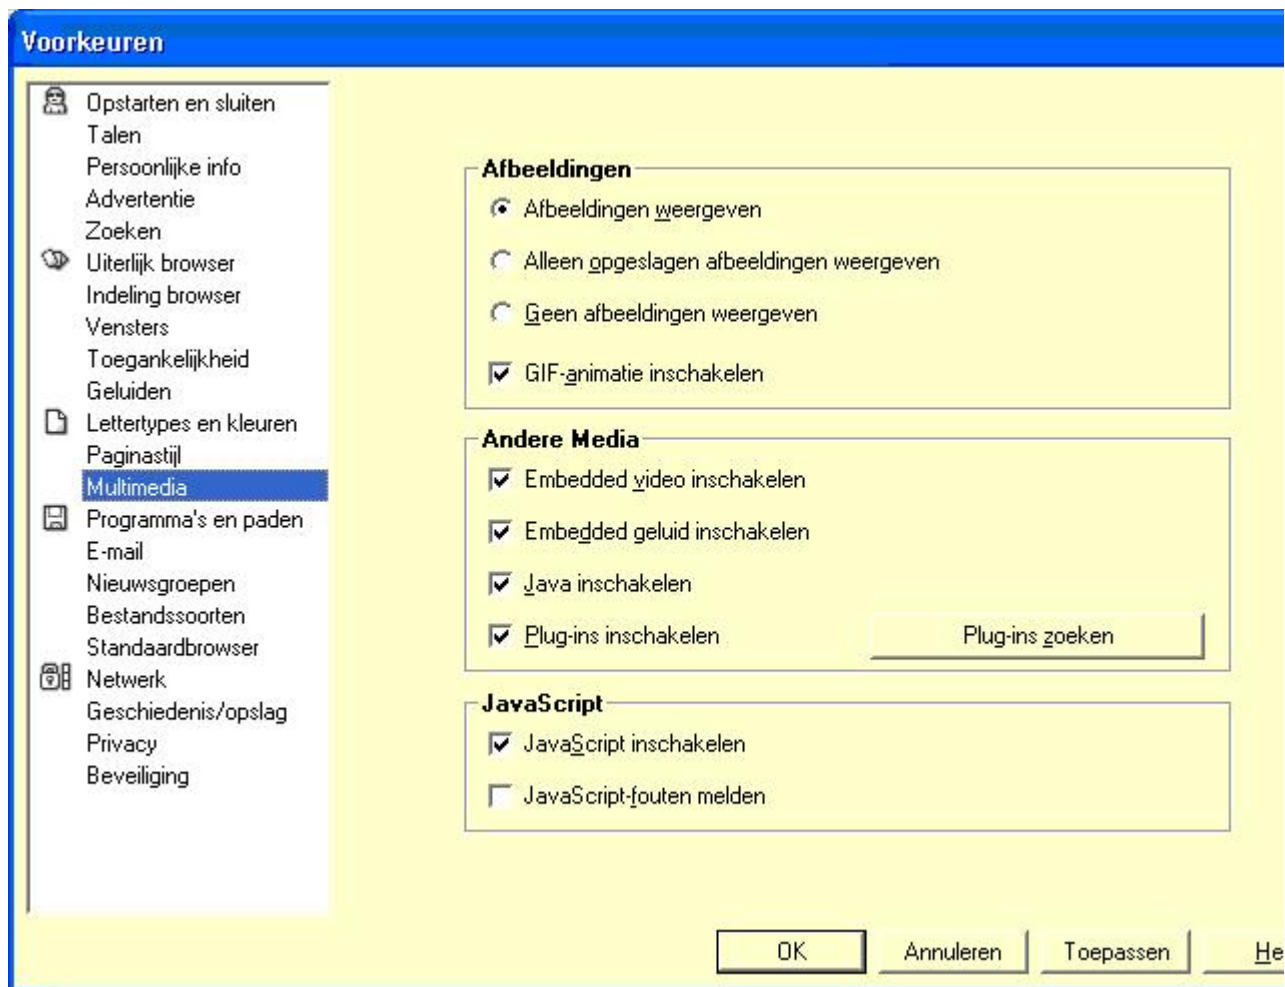 Voorkeuren
Opstarten en sluiten
Talen
Persoonlijke info
Advertentie
Zoeken
Uiterlijk browser
Indeling browser
Vensters
Toegankelijkheid
Geluiden
Lettertypes en kleuren
Paginastijl
Multimedia
Programma's en paden
E-mail
Nieuwsgroepen
Bestandssoorten
Standaardbrowser
Netwerk
Geschiedenis/opslag
Privacy
Beveiliging
Afbeeldingen
Afbeeldingen weergeven
Alleen opgeslagen afbeeldingen weergeven
Geen afbeeldingen weergeven
GIF-animatie inschakelen
Andere Media
Embedded video inschakelen
Embedded geluid inschakelen
Java inschakelen
Plug-ins inschakelen
Plug-ins zoeken
JavaScript
JavaScript inschakelen
JavaScript-fouten melden
OK
Annuleren
Toepassen
He